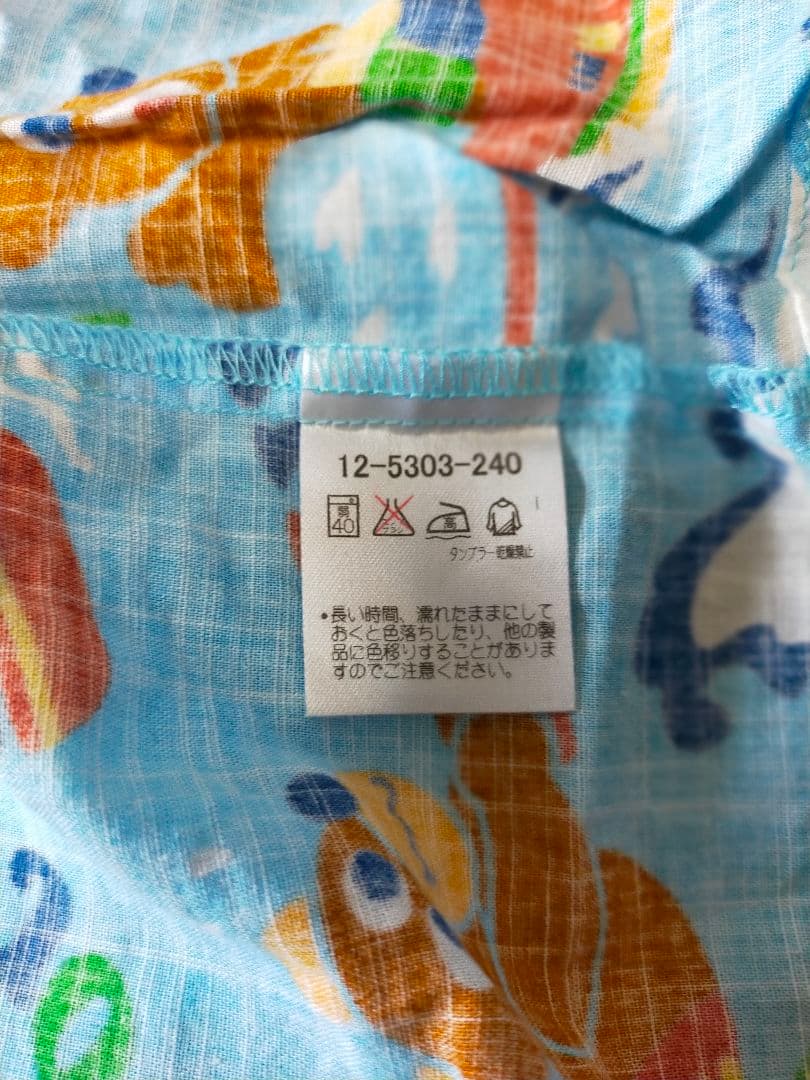 12-5303-240
弱
40
高
タンブラー乾燥禁止
•長い時間、濡れたままにして
おくと色落ちしたり、他の製
品に色移りすることがありま
すのでご注意ください。